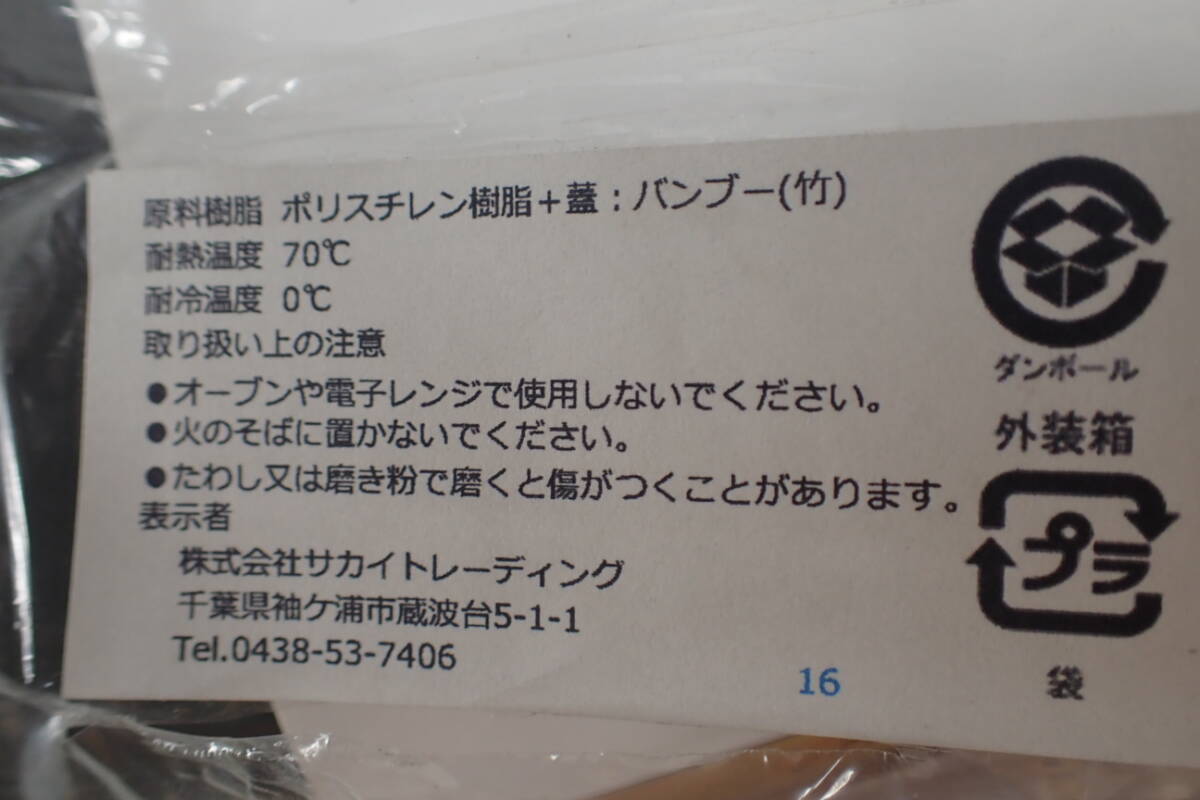 原料樹脂 ポリスチレン樹脂+蓋:バンブー(竹)
耐熱温度 70℃
耐冷温度 0℃
取り扱い上の注意
●オーブンや電子レンジで使用しないでください。
●火のそばに置かないでください。
●たわし又は磨き粉で磨くと傷がつくことがあります。
表示者
株式会社サカイトレーディング
千葉県袖ケ浦市蔵波台5-1-1
Tel.0438-53-7406
16
ダンボール
外装箱
プラ
袋